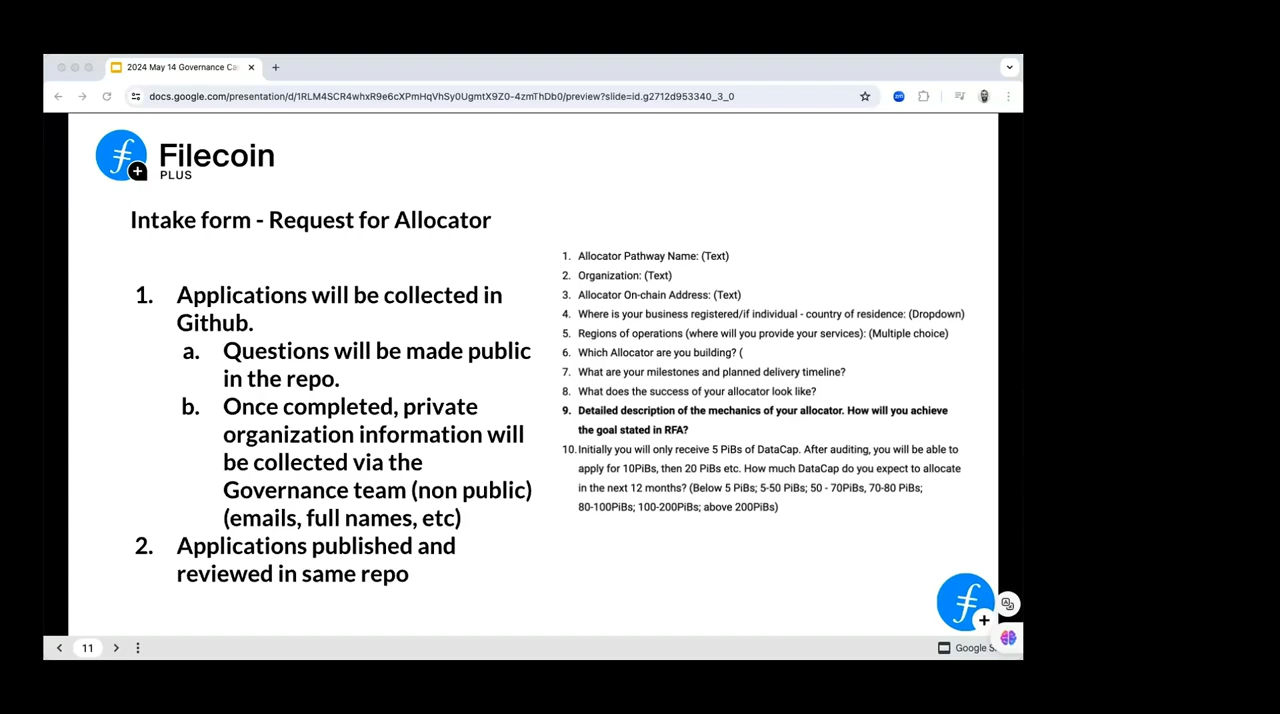 2024 May 14 Governance Ca
docs.google.com/presentation/d/1RLM4SCR4whxR9e6cXPmHqVhSy0UgmtX9Z0-4zmThDb0/preview?slide=id.g2712d953340_3_0
Filecoin
PLUS
Intake form - Request for Allocator
1. Applications will be collected in
Github.
a. Questions will be made public
in the repo.
b. Once completed, private
organization information will
be collected via the
Governance team (non public)
(emails, full names, etc)
2. Applications published and
reviewed in same repo
1. Allocator Pathway Name: (Text)
2. Organization: (Text)
3. Allocator On-chain Address: (Text)
4. Where is your business registered/if individual - country of residence: (Dropdown)
5. Regions of operations (where will you provide your services): (Multiple choice)
6. Which Allocator are you building? (
7. What are your milestones and planned delivery timeline?
8. What does the success of your allocator look like?
9. Detailed description of the mechanics of your allocator. How will you achieve
the goal stated in RFA?
10. Initially you will only receive 5 PiBs of DataCap. After auditing, you will be able to
apply for 10PiBs, then 20 PiBs etc. How much DataCap do you expect to allocate
in the next 12 months? (Below 5 PiBs; 5-50 PiBs; 50 - 70PiBs, 70-80 PiBs;
80-100PiBs; 100-200PiBs; above 200PiBs)
11
Google S